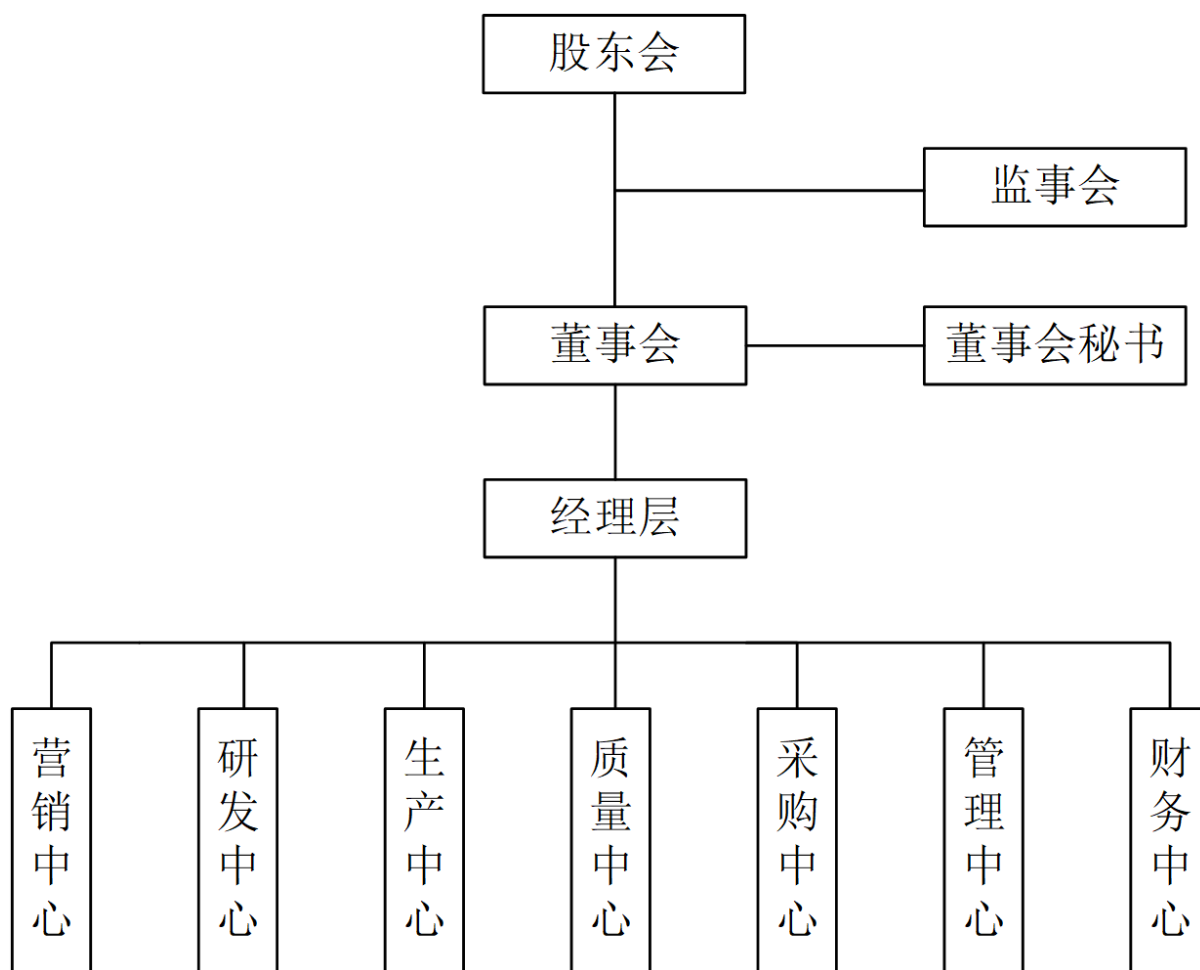 股东会
监事会
董事会
董事会秘书
经理层
营销中心
研发中心
生产中心
质量中心
采购中心
管理中心
财务中心